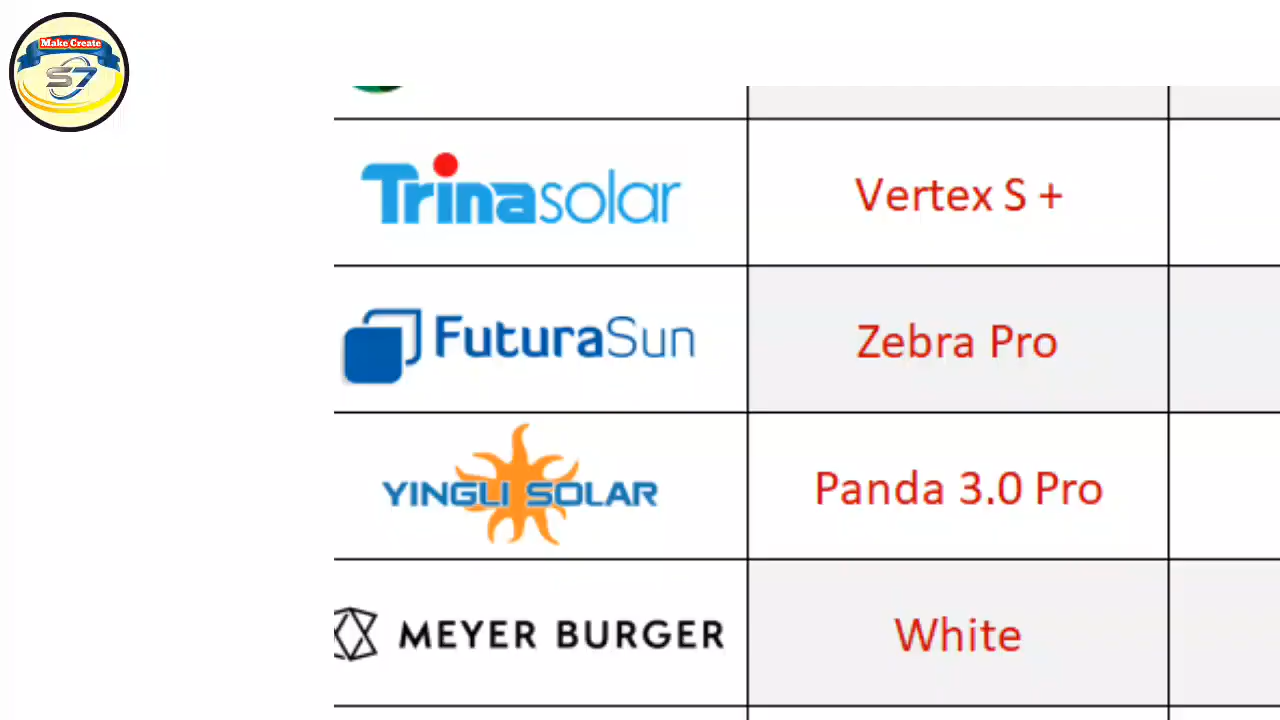 Make Create
S7
Trinasolar
Vertex S +
FuturaSun
Zebra Pro
YINGLI SOLAR
Panda 3.0 Pro
MEYER BURGER
White